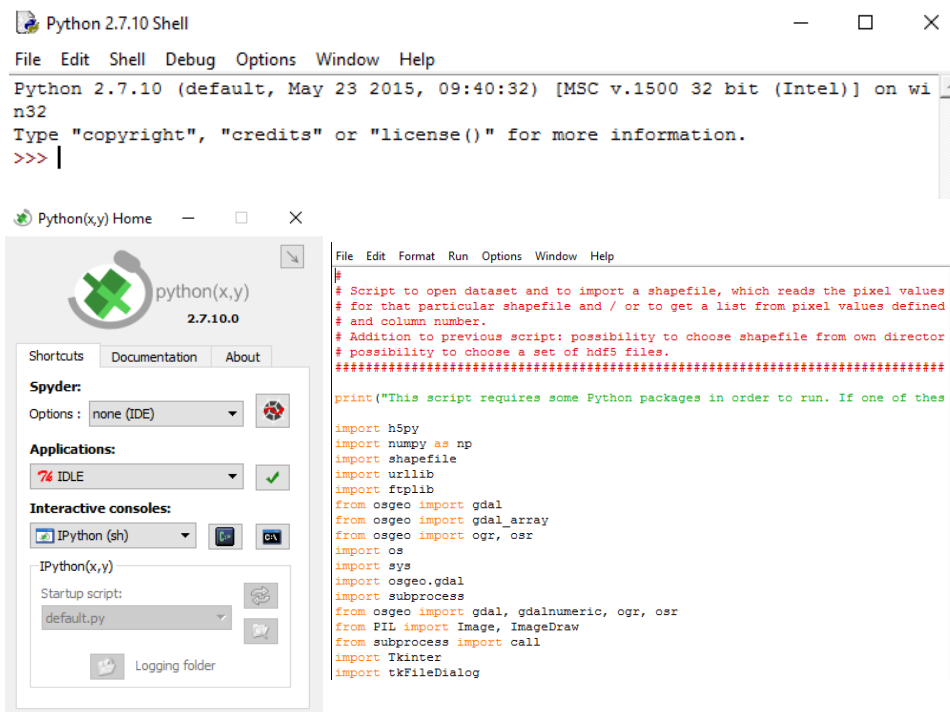 Python 2.7.10 Shell
File Edit Shell Debug Options Window Help
Python 2.7.10 (default, May 23 2015, 09:40:32) [MSC v.1500 32 bit (Intel)] on wi
n32
Type "copyright", "credits" or "license()" for more information.
>>>
Python(x,y) Home
python(x,y)
2.7.10.0
Shortcuts Documentation About
Spyder:
Options : none (IDE)
Applications:
76 IDLE
Interactive consoles:
IPython (sh)
C:\
IPython(x,y)
Startup script:
default.py
Logging folder
File Edit Format Run Options Window Help
#
# Script to open dataset and to import a shapefile, which reads the pixel values
# for that particular shapefile and / or to get a list from pixel values defined
# and column number.
# Addition to previous script: possibility to choose shapefile from own director
# possibility to choose a set of hdf5 files.
################################################################################
print("This script requires some Python packages in order to run. If one of thes
import h5py
import numpy as np
import shapefile
import urllib
import ftplib
from osgeo import gdal
from osgeo import gdal_array
from osgeo import ogr, osr
import os
import sys
import osgeo.gdal
import subprocess
from osgeo import gdal, gdalnumeric, ogr, osr
from PIL import Image, ImageDraw
from subprocess import call
import Tkinter
import tkFileDialog